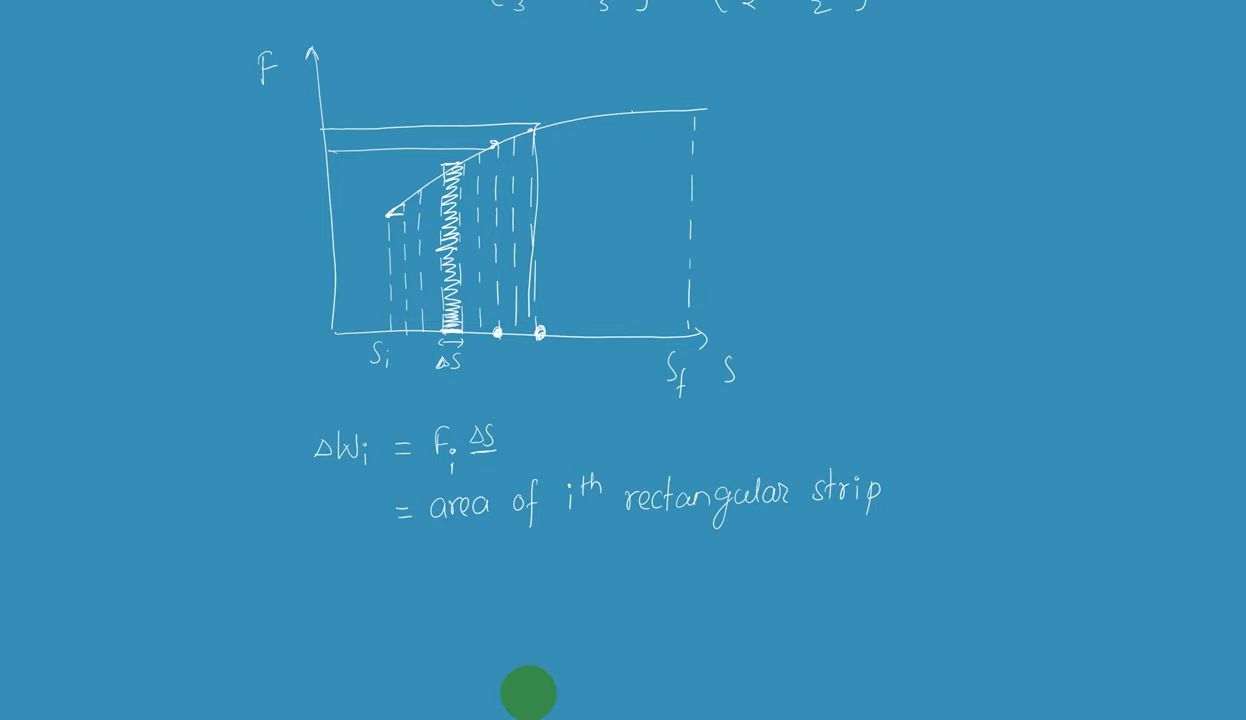 F
Si ΔS Sf S
ΔWi = Fi ΔS
= area of ith rectangular strip